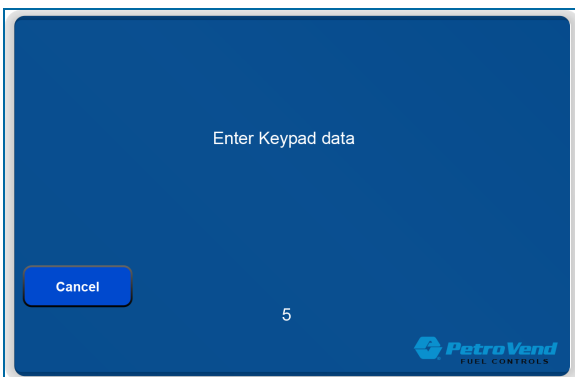 Enter Keypad data
Cancel
5
PetroVend
FUEL CONTROLS